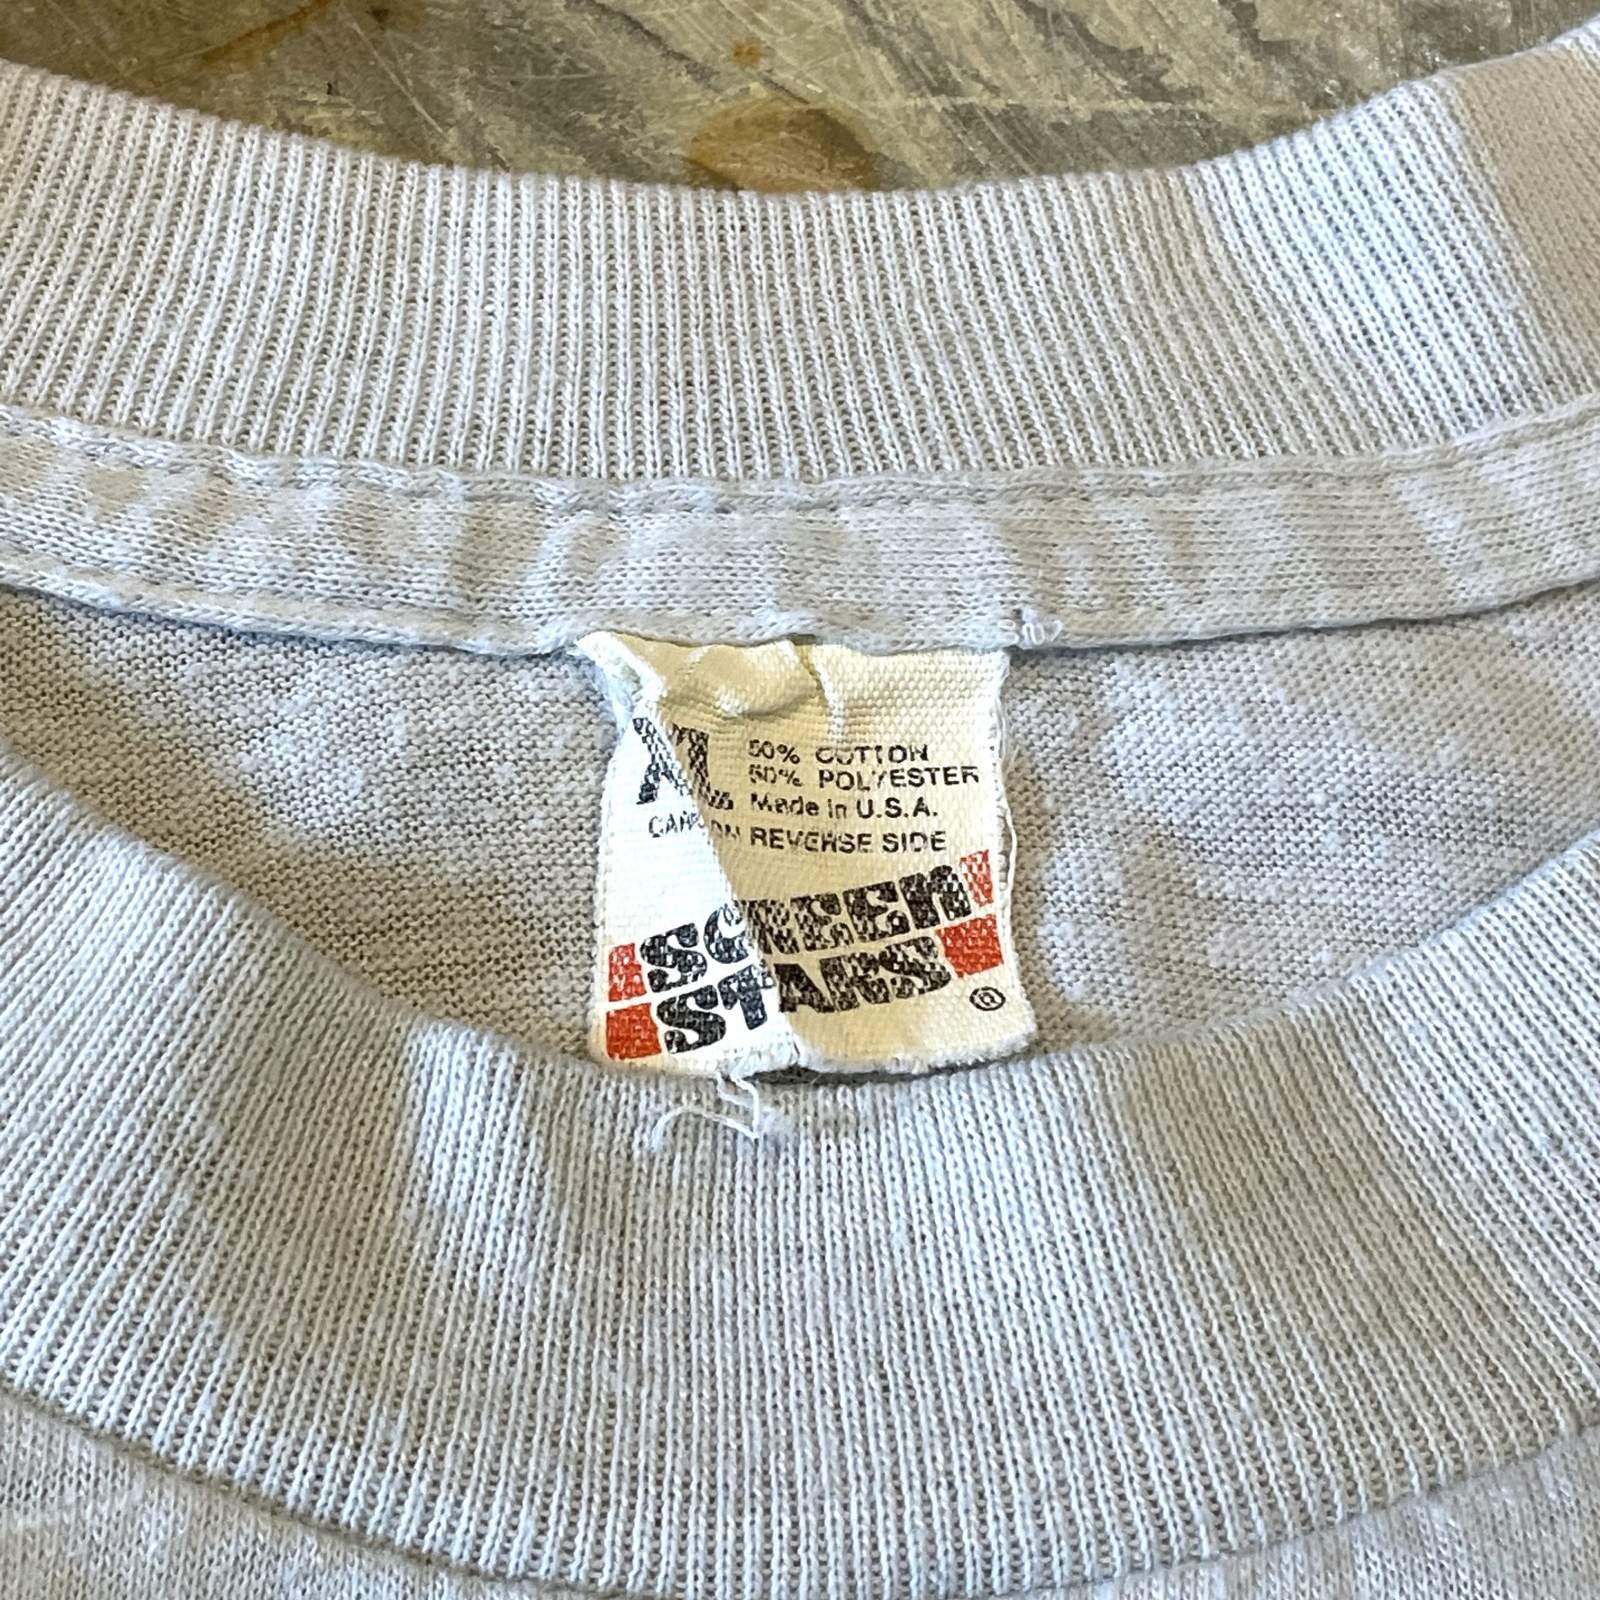 XL
50% COTTON
50% POLYESTER
Made in U.S.A.
REVERSE SIDE
SCREEN
STARS ®